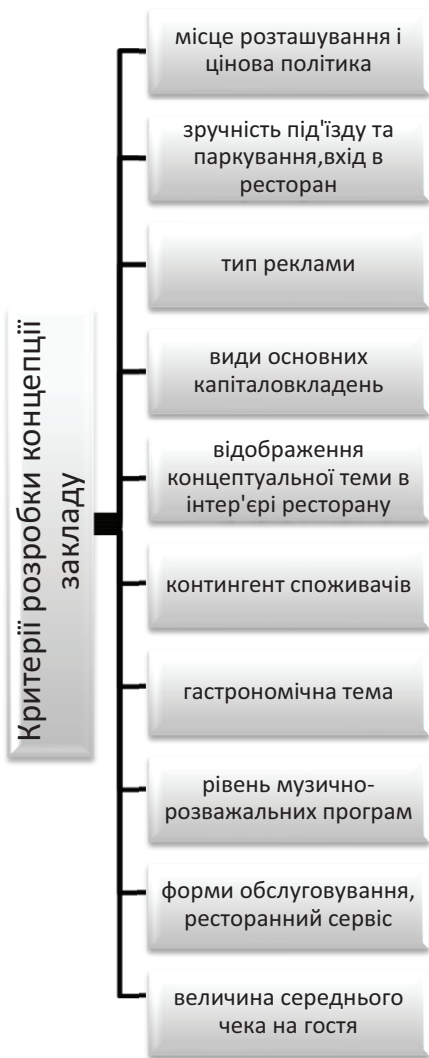 Критерії розробки концепції
закладу
місце розташування і
цінова політика
зручність під'їзду та
паркування,вхід в
ресторан
тип реклами
види основних
капіталовкладень
відображення
концептуальної теми в
інтер'єрі ресторану
контингент споживачів
гастрономічна тема
рівень музично-
розважальних програм
форми обслуговування,
ресторанний сервіс
величина середнього
чека на гостя